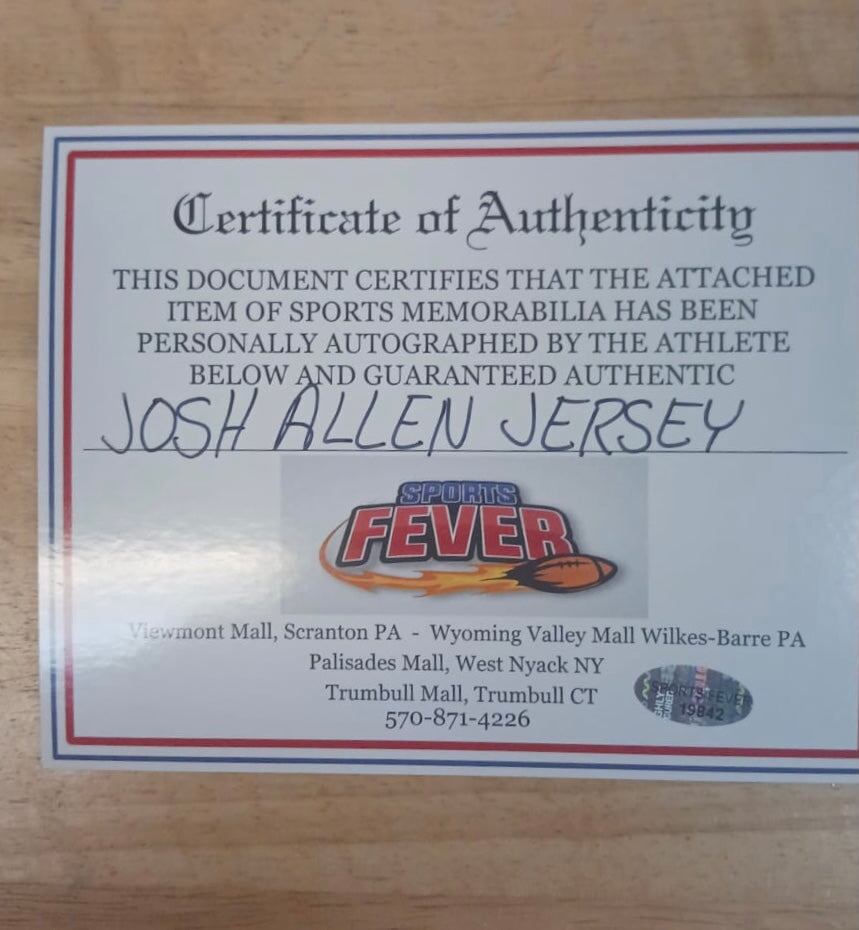 Certificate of Authenticity
THIS DOCUMENT CERTIFIES THAT THE ATTACHED
ITEM OF SPORTS MEMORABILIA HAS BEEN
PERSONALLY AUTOGRAPHED BY THE ATHLETE
BELOW AND GUARANTEED AUTHENTIC
JOSH ALLEN JERSEY
SPORTS
FEVER
Viewmont Mall, Scranton PA - Wyoming Valley Mall Wilkes-Barre PA
Palisades Mall, West Nyack NY
Trumbull Mall, Trumbull CT
570-871-4226
SPORTS FEVER
19842